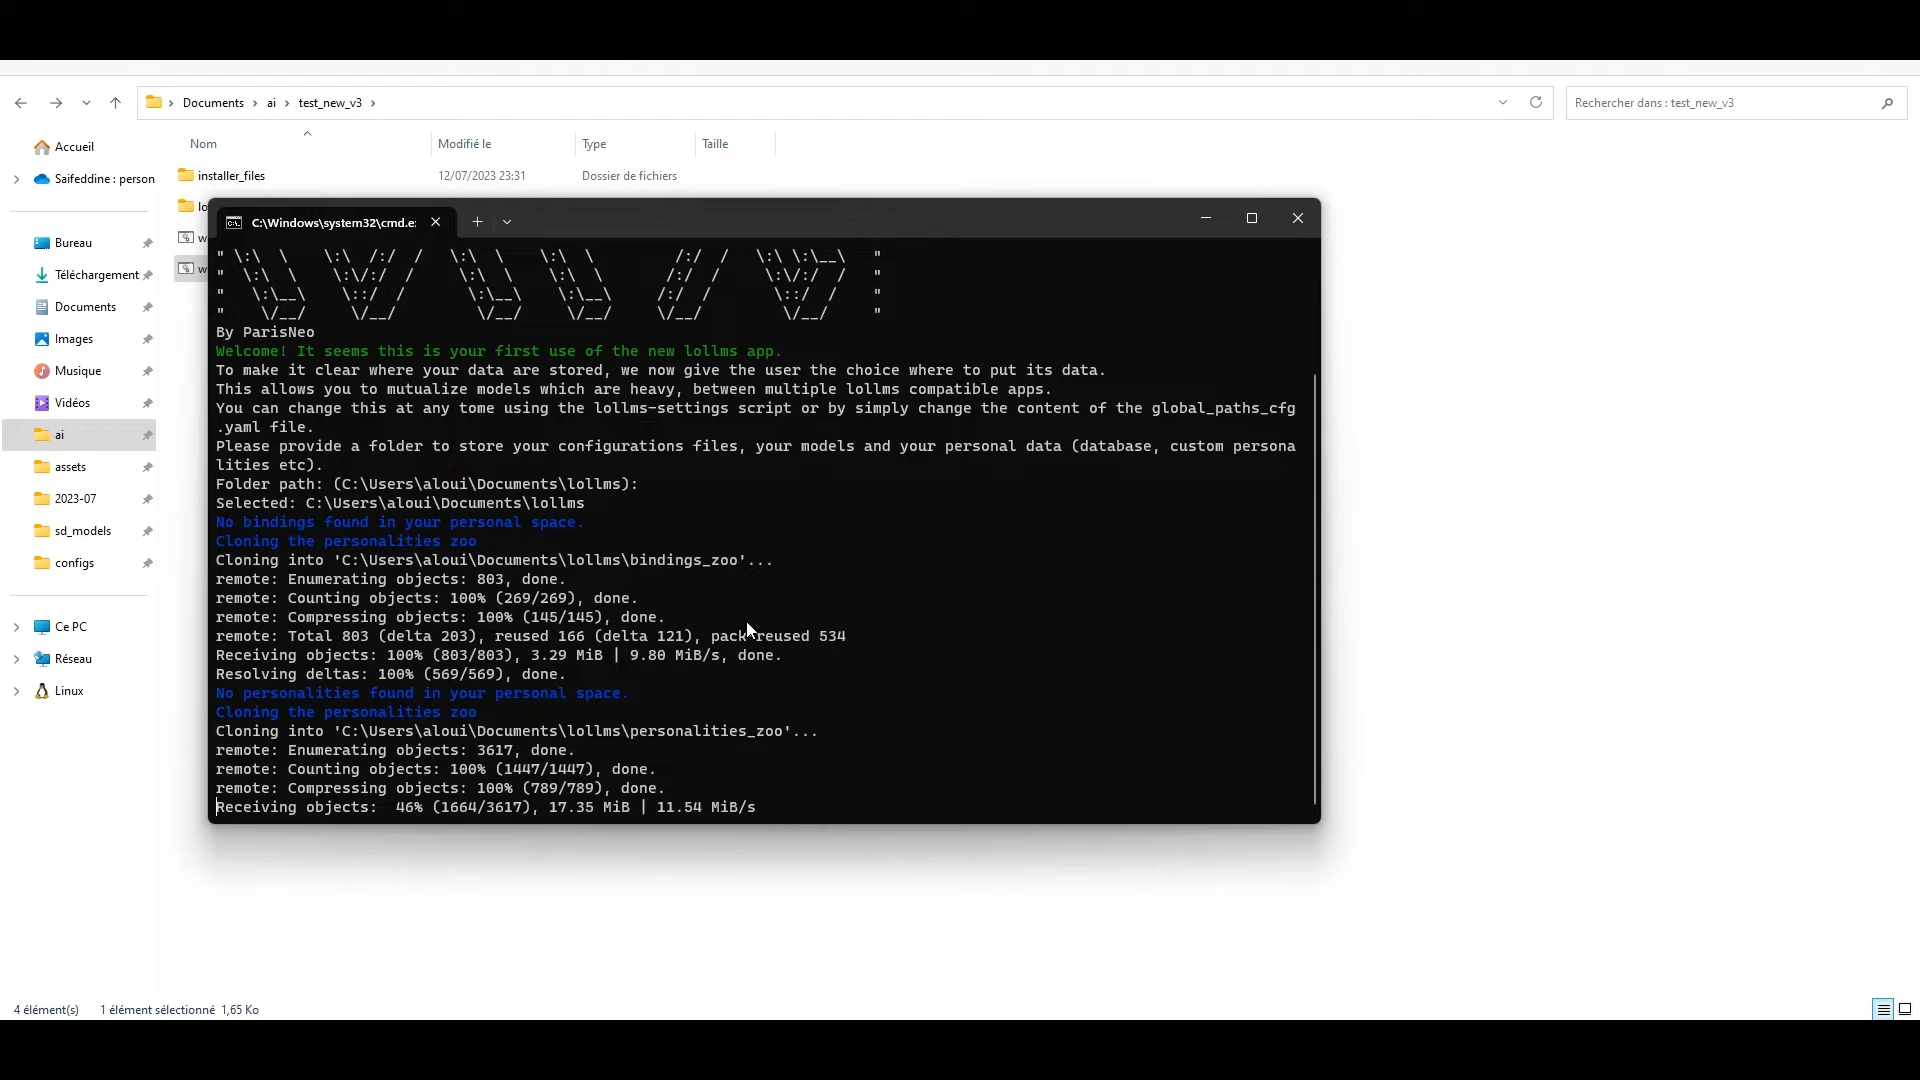 Documents > ai > test_new_v3 >
Rechercher dans : test_new_v3
Nom
Modifié le
Type
Taille
Accueil
Saifeddine : person
Bureau
Téléchargement
Documents
Images
Musique
Vidéos
ai
assets
2023-07
sd_models
configs
Ce PC
Réseau
Linux
installer_files
12/07/2023 23:31
Dossier de fichiers
lo
w
w
C:\Windows\system32\cmd.e:
" \:\  \    \:\  /:/  /   \:\  \    \:\  \         /:/  /    \:\ \:\__\   "
"  \:\  \    \:\/:/  /     \:\  \    \:\  \       /:/  /     \:\/:/  /   "
"   \:\__\    \::/  /       \:\__\    \:\__\     /:/  /       \::/  /    "
"    \/__/     \/__/         \/__/     \/__/     \/__/         \/__/     "
By ParisNeo
Welcome! It seems this is your first use of the new lollms app.
To make it clear where your data are stored, we now give the user the choice where to put its data.
This allows you to mutualize models which are heavy, between multiple lollms compatible apps.
You can change this at any tome using the lollms-settings script or by simply change the content of the global_paths_cfg
.yaml file.
Please provide a folder to store your configurations files, your models and your personal data (database, custom persona
lities etc).
Folder path: (C:\Users\aloui\Documents\lollms):
Selected: C:\Users\aloui\Documents\lollms
No bindings found in your personal space.
Cloning the personalities zoo
Cloning into 'C:\Users\aloui\Documents\lollms\bindings_zoo'...
remote: Enumerating objects: 803, done.
remote: Counting objects: 100% (269/269), done.
remote: Compressing objects: 100% (145/145), done.
remote: Total 803 (delta 203), reused 166 (delta 121), pack-reused 534
Receiving objects: 100% (803/803), 3.29 MiB | 9.80 MiB/s, done.
Resolving deltas: 100% (569/569), done.
No personalities found in your personal space.
Cloning the personalities zoo
Cloning into 'C:\Users\aloui\Documents\lollms\personalities_zoo'...
remote: Enumerating objects: 3617, done.
remote: Counting objects: 100% (1447/1447), done.
remote: Compressing objects: 100% (789/789), done.
Receiving objects:  46% (1664/3617), 17.35 MiB | 11.54 MiB/s
4 élément(s)
1 élément sélectionné 1,65 Ko